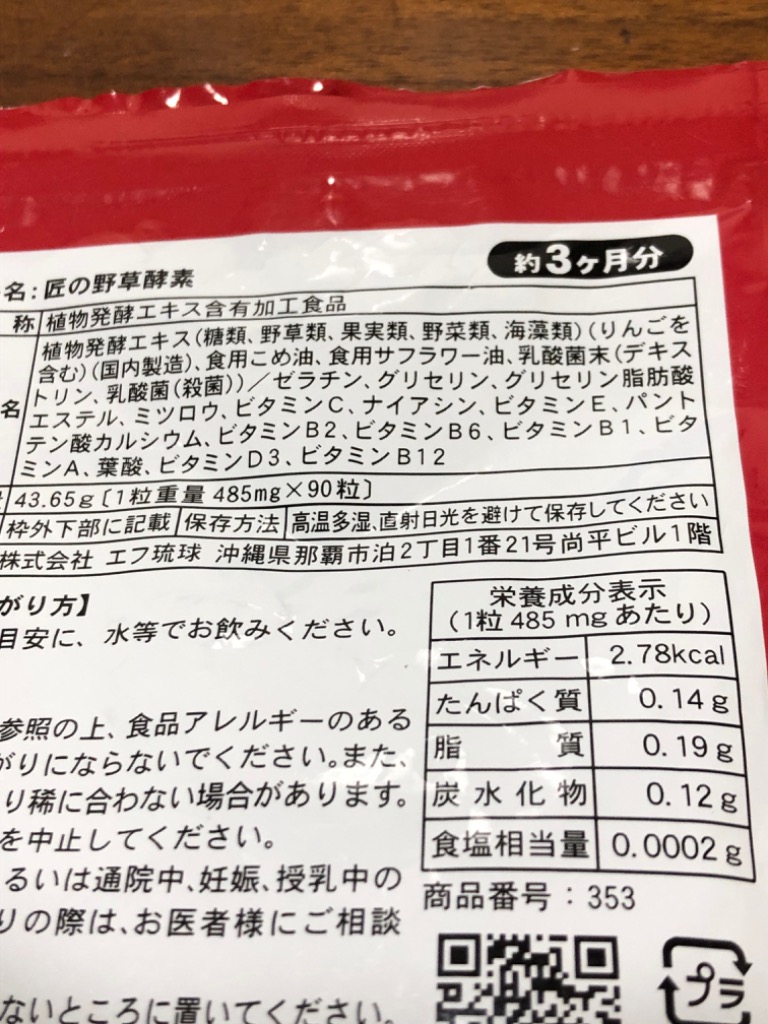 約3ヶ月分
名:匠の野草酵素
称 植物発酵エキス含有加工食品
名 植物発酵エキス(糖類、野草類、果実類、野菜類、海藻類)(りんごを
含む)(国内製造)、食用こめ油、食用サフラワー油、乳酸菌末(デキス
トリン、乳酸菌(殺菌))/ゼラチン、グリセリン、グリセリン脂肪酸
エステル、ミツロウ、ビタミンC、ナイアシン、ビタミンE、パント
テン酸カルシウム、ビタミンB2、ビタミンB6、ビタミンB1、ビタ
ミンA、葉酸、ビタミンD3、ビタミンB12
43.65g〔1粒重量 485mg×90粒〕
枠外下部に記載 保存方法 高温多湿、直射日光を避けて保存してください
株式会社 エフ琉球 沖縄県那覇市泊2丁目1番21号尚平ビル1階
がり方】
目安に、水等でお飲みください。
参照の上、食品アレルギーのある
がりにならないでください。また、
り稀に合わない場合があります。
を中止してください。
るいは通院中、妊娠、授乳中の
りの際は、お医者様にご相談
ないところに置いてください。
栄養成分表示
(1粒 485 mg あたり)
エネルギー 2.78kcal
たんぱく質 0.14g
脂質 0.19g
炭水化物 0.12g
食塩相当量 0.0002g
商品番号:353
プラ